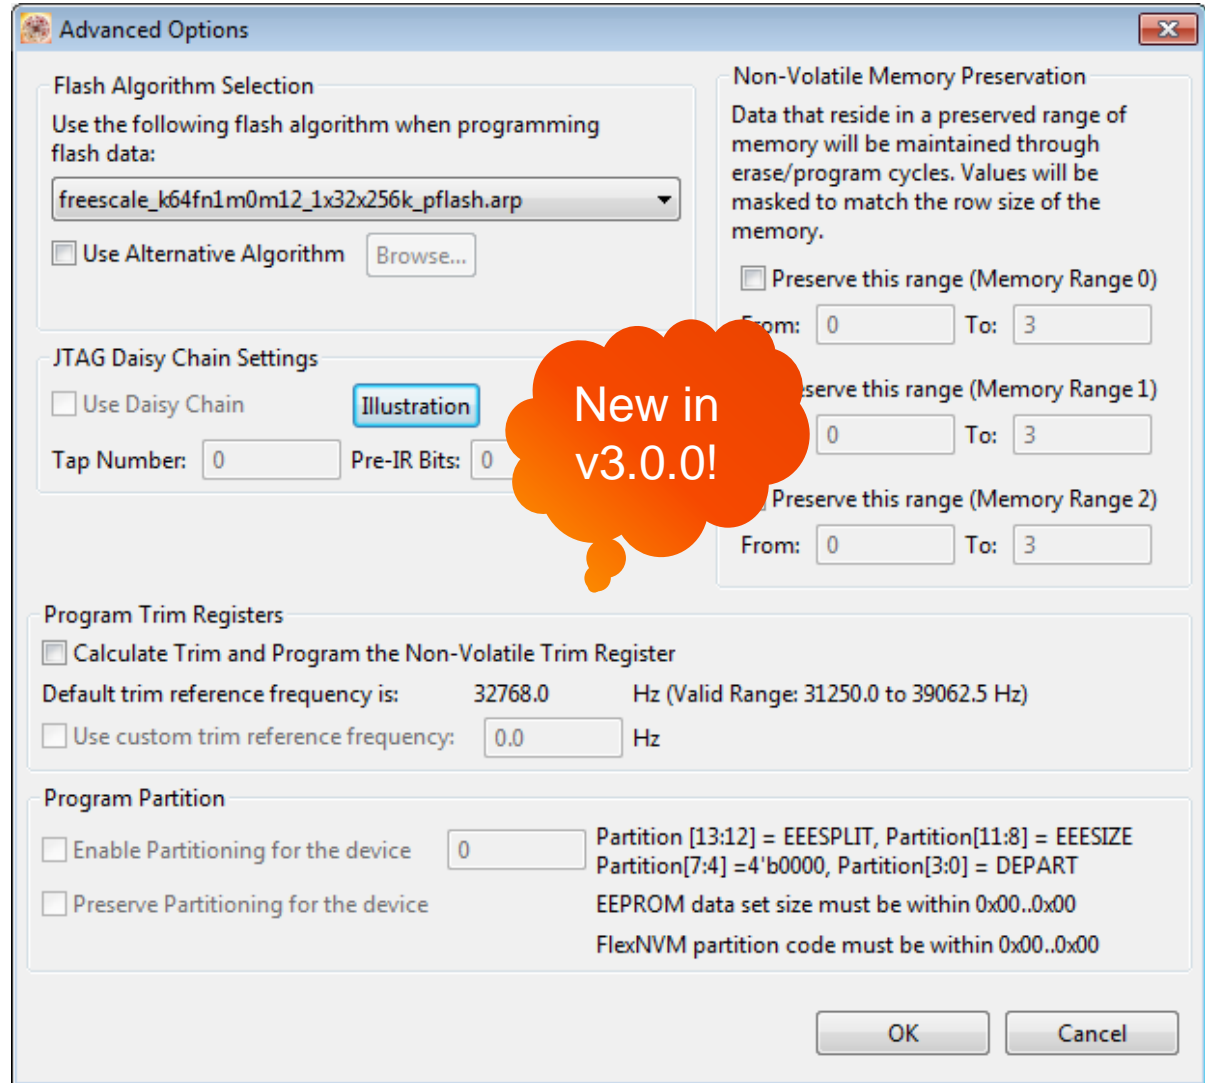 Advanced Options
Flash Algorithm Selection
Use the following flash algorithm when programming
flash data:
freescale_k64fn1m0m12_1x32x256k_pflash.arp
Use Alternative Algorithm
Browse...
JTAG Daisy Chain Settings
Use Daisy Chain
Illustration
Tap Number: 0 Pre-IR Bits: 0
New in
v3.0.0!
Non-Volatile Memory Preservation
Data that reside in a preserved range of
memory will be maintained through
erase/program cycles. Values will be
masked to match the row size of the
memory.
Preserve this range (Memory Range 0)
From: 0 To: 3
this range (Memory Range 1)
0 To: 3
Preserve this range (Memory Range 2)
From: 0 To: 3
Program Trim Registers
Calculate Trim and Program the Non-Volatile Trim Register
Default trim reference frequency is: 32768.0 Hz (Valid Range: 31250.0 to 39062.5 Hz)
Use custom trim reference frequency: 0.0 Hz
Program Partition
Enable Partitioning for the device 0
Preserve Partitioning for the device
Partition [13:12] = EEESPLIT, Partition[11:8] = EEESIZE
Partition[7:4] =4'b0000, Partition[3:0] = DEPART
EEPROM data set size must be within 0x00..0x00
FlexNVM partition code must be within 0x00..0x00
OK
Cancel